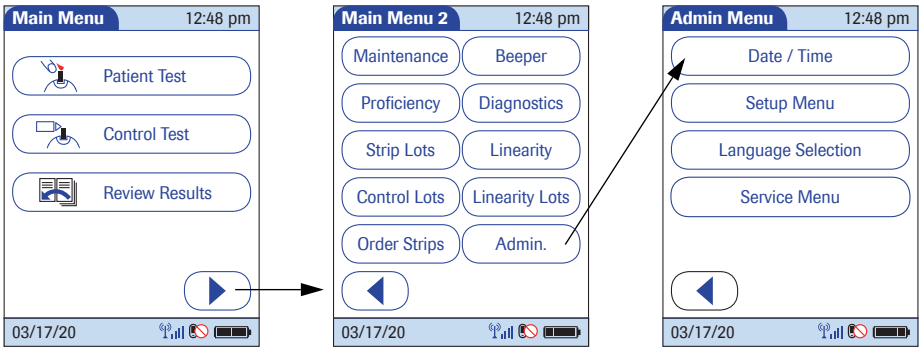 Main Menu 12:48 pm
Patient Test
Control Test
Review Results
03/17/20
Main Menu 2 12:48 pm
Maintenance Beeper
Proficiency Diagnostics
Strip Lots Linearity
Control Lots Linearity Lots
Order Strips Admin.
03/17/20
Admin Menu 12:48 pm
Date / Time
Setup Menu
Language Selection
Service Menu
03/17/20